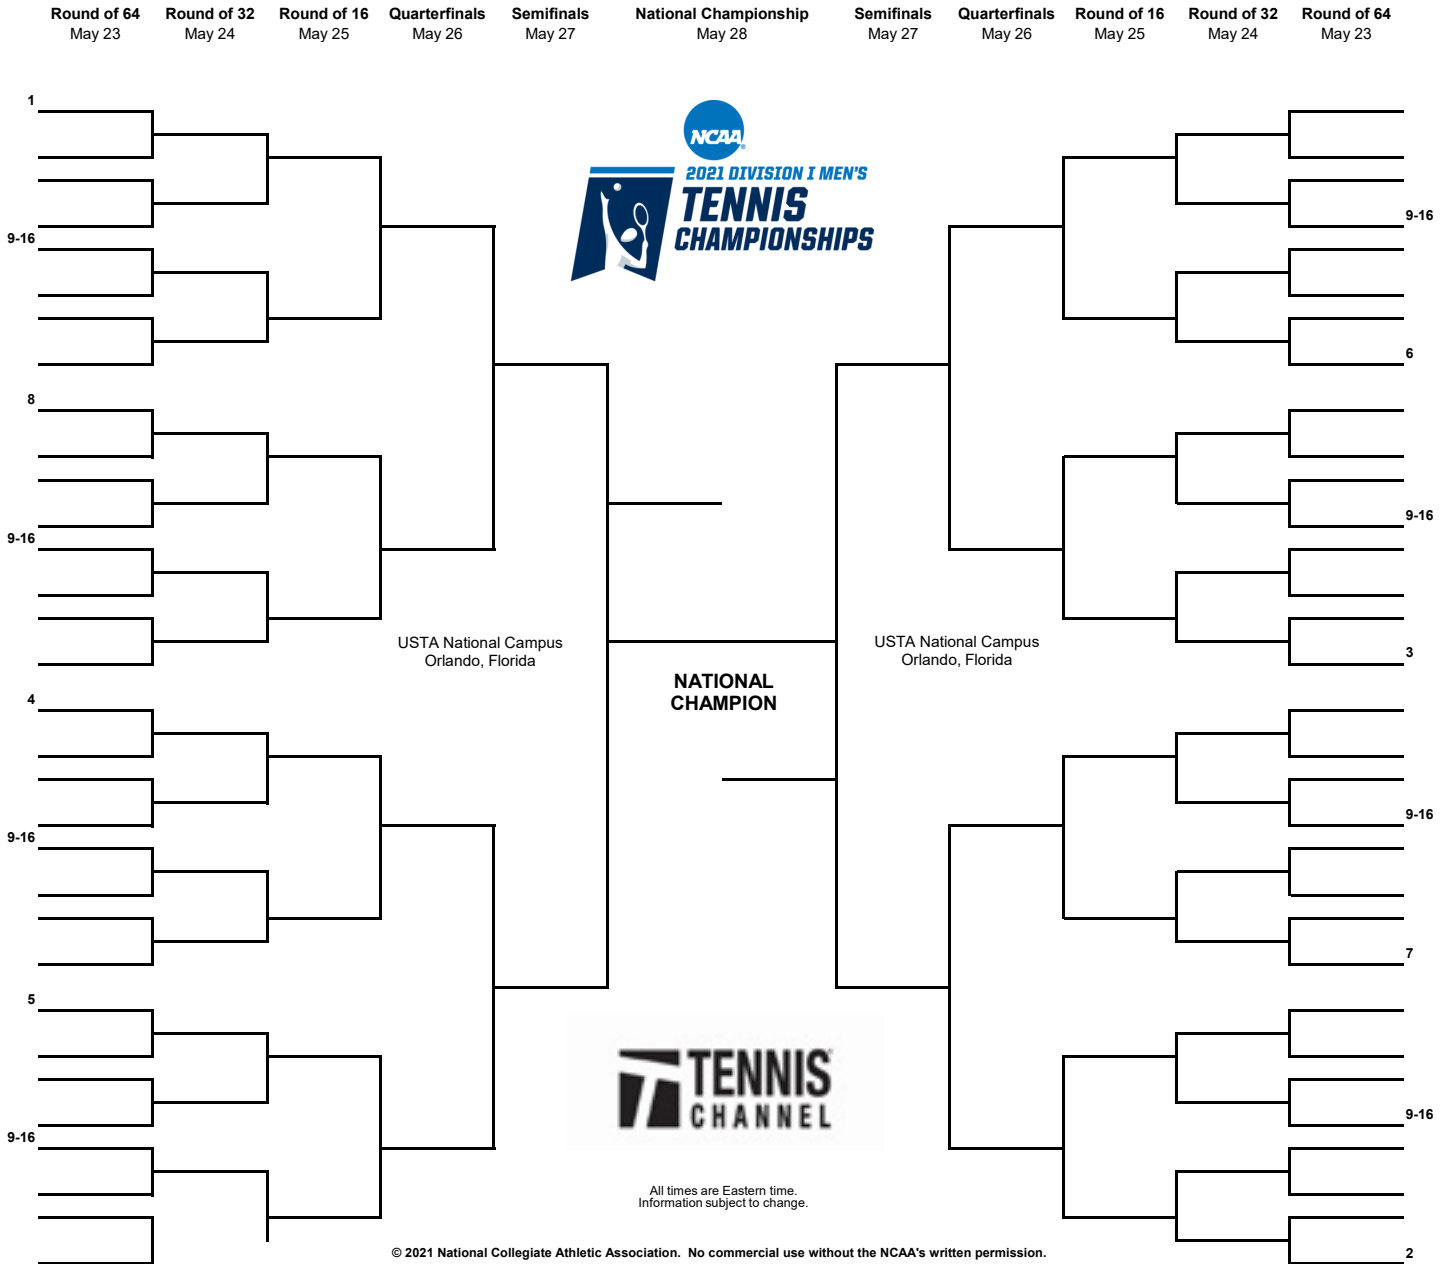 Round of 64 Round of 32 Round of 16 Quarterfinals Semifinals National Championship Semifinals Quarterfinals Round of 16 Round of 32 Round of 64
May 23 May 24 May 25 May 26 May 27 May 28 May 27 May 26 May 25 May 24 May 23
1
NCAA
2021 DIVISION I MEN'S
TENNIS
CHAMPIONSHIPS
9-16
9-16
6
8
9-16
9-16
USTA National Campus
Orlando, Florida
USTA National Campus
Orlando, Florida
3
NATIONAL
CHAMPION
4
9-16
9-16
7
5
TENNIS
CHANNEL
9-16
9-16
All times are Eastern time.
Information subject to change.
© 2021 National Collegiate Athletic Association. No commercial use without the NCAA's written permission.
2